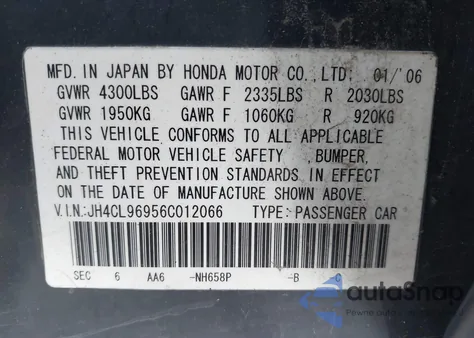 MFD. IN JAPAN BY HONDA MOTOR CO., LTD. 01/'06
GVWR 4300LBS GAWR F 2335LBS R 2030LBS
GVWR 1950KG GAWR F 1060KG R 920KG
THIS VEHICLE CONFORMS TO ALL APPLICABLE
FEDERAL MOTOR VEHICLE SAFETY , BUMPER,
AND THEFT PREVENTION STANDARDS IN EFFECT
ON THE DATE OF MANUFACTURE SHOWN ABOVE.
V.I.N.:JH4CL96956C012066 TYPE: PASSENGER CAR
SEC 6 AA6 -NH658P -B C
autoSnap